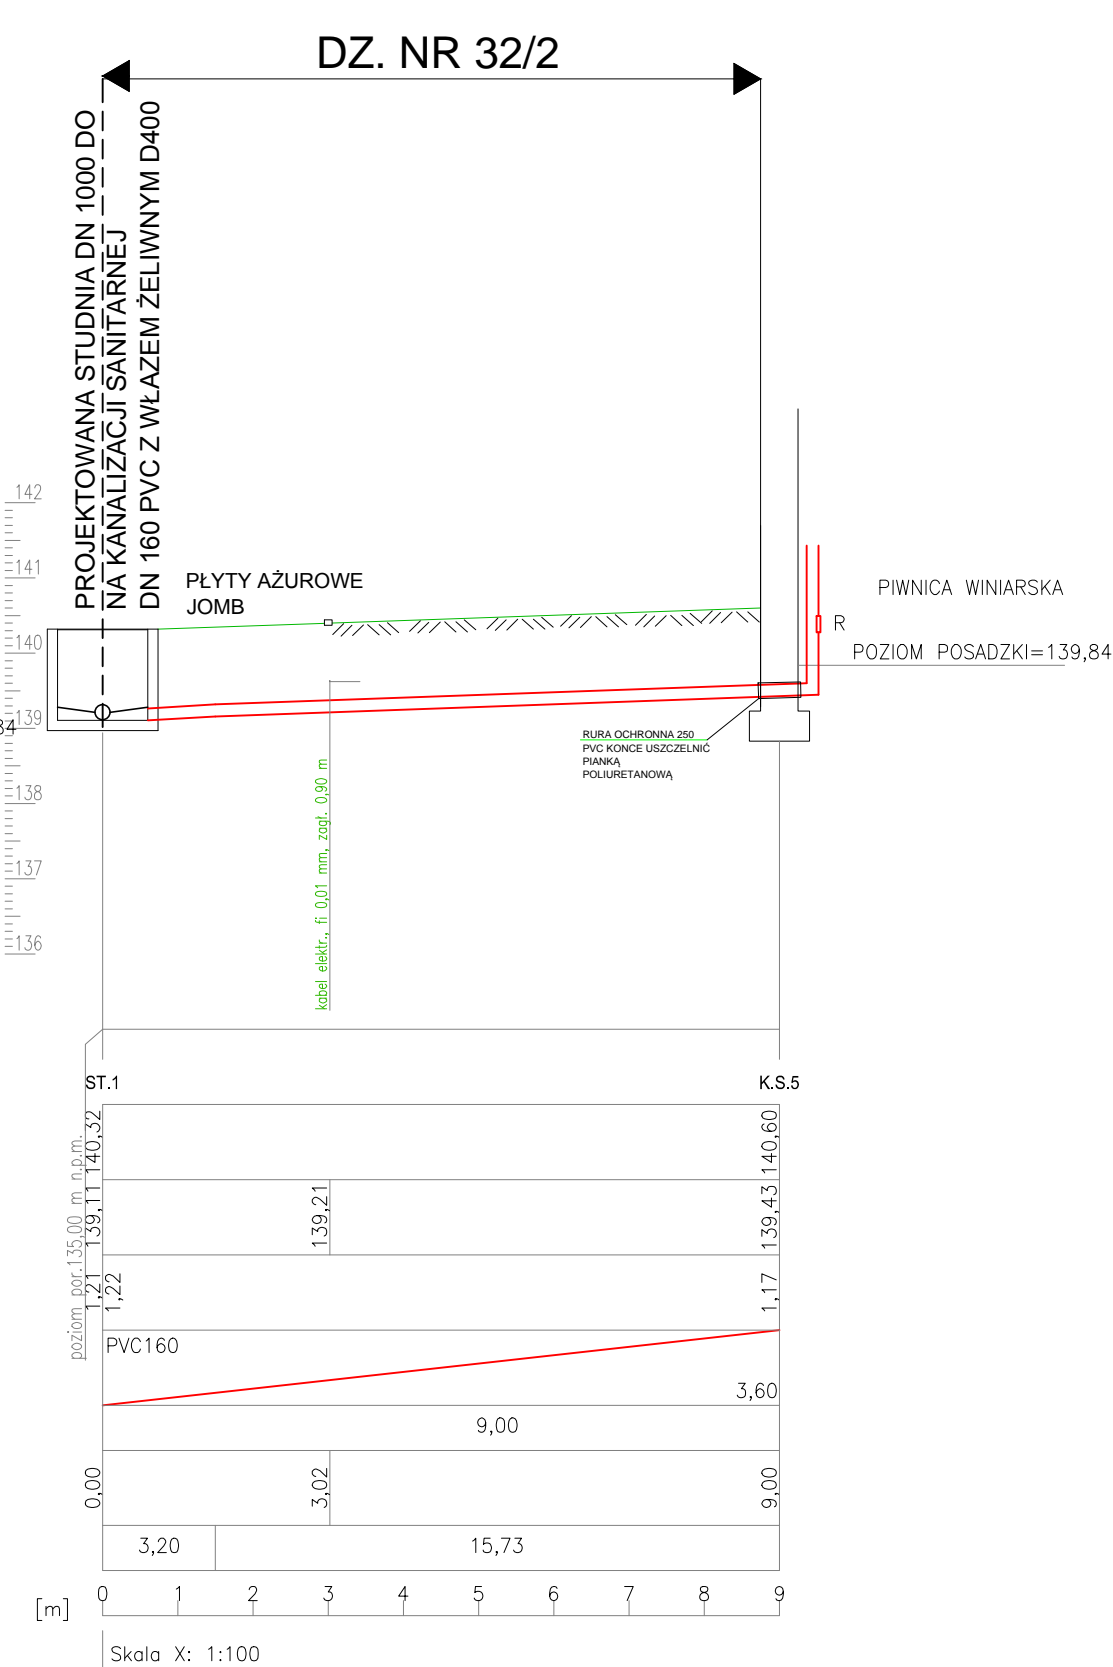 DZ. NR 32/2
PROJEKTOWANA STUDNIA DN 1000 DO
NA KANALIZACJI SANITARNEJ
DN 160 PVC Z WŁAZEM ŻELIWNYM D400
142
141
140
139
138
137
136
84
PŁYTY AŻUROWE
JOMB
PIWNICA WINIARSKA
R
POZIOM POSADZKI=139,84
RURA OCHRONNA 250
PVC KONCE USZCZELNIĆ
PIANKĄ
POLIURETANOWĄ
kabel elektr., fi 0,01 mm, zagł. 0,90 m
ST.1
K.S.5
poziom por.135,00 m n.p.m.
140,32
140,60
139,11
139,21
139,43
1,21
1,22
1,17
PVC160
3,60
9,00
0,00
3,02
9,00
3,20
15,73
[m]
0 1 2 3 4 5 6 7 8 9
Skala X: 1:100